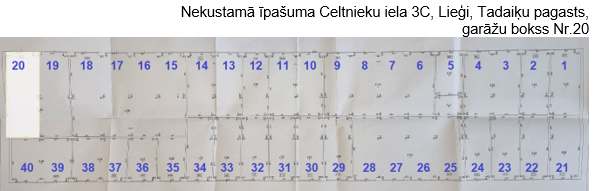 Nekustamā īpašuma Celtnieku iela 3C, Lieģi, Tadaiķu pagasts,
garāžu bokss Nr.20
20 19 18 17 16 15 14 13 12 11 10 9 8 7 6 5 4 3 2 1
40 39 38 37 36 35 34 33 32 31 30 29 28 27 26 25 24 23 22 21